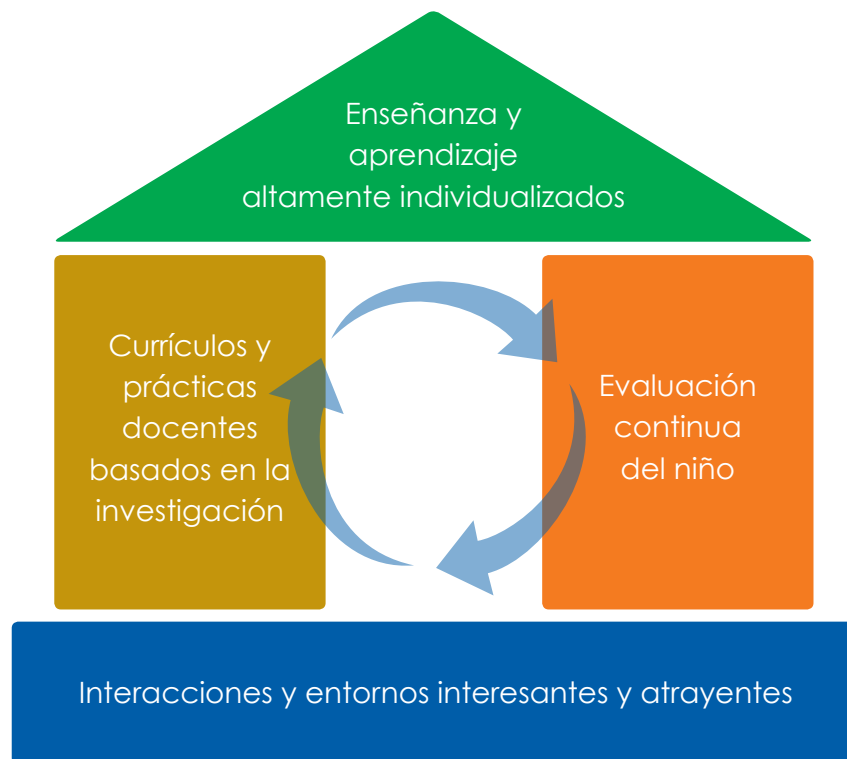 Enseñanza y
aprendizaje
altamente individualizados
Currículos y
prácticas
docentes
basados en la
investigación
Evaluación
continua
del niño
Interacciones y entornos interesantes y atrayentes